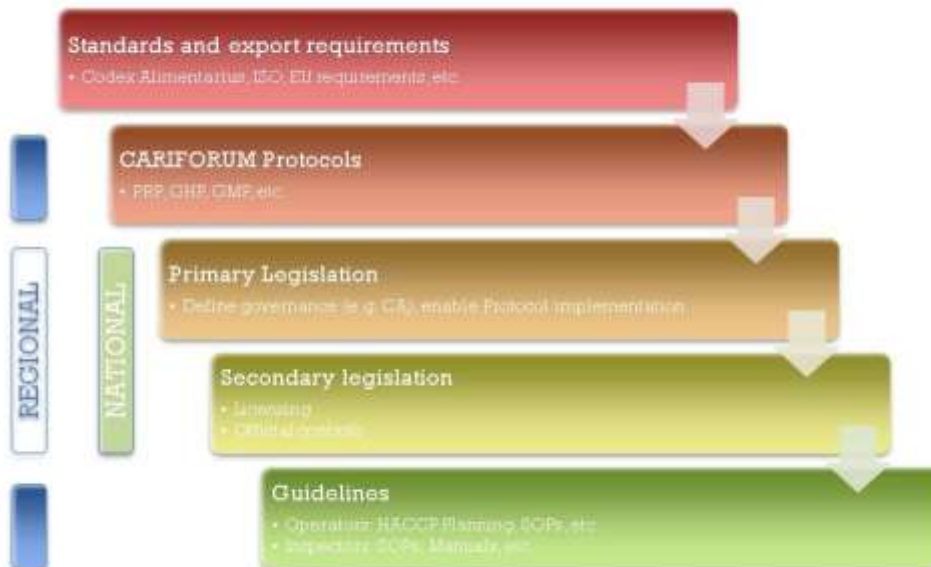 Standards and export requirements
• Codex Alimentarius, ISO, EU requirements, etc
CARIFORUM Protocols
• PRP, GHP, GMP, etc
Primary Legislation
• Define governance (e.g. CA), enable Protocol implementation
Secondary legislation
• Licensing
• Official controls
Guidelines
• Operators: HACCP Planning, SOPs, etc
• Inspectors: SOPs, Manuals, etc
REGIONAL
NATIONAL